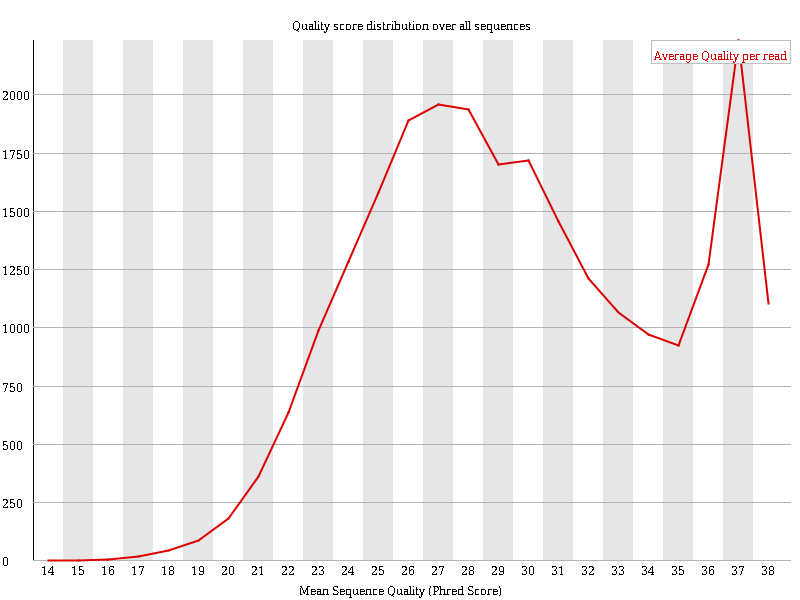 Quality score distribution over all sequences
Average Quality per read
2000
1750
1500
1250
1000
750
500
250
0
14 15 16 17 18 19 20 21 22 23 24 25 26 27 28 29 30 31 32 33 34 35 36 37 38
Mean Sequence Quality (Phred Score)